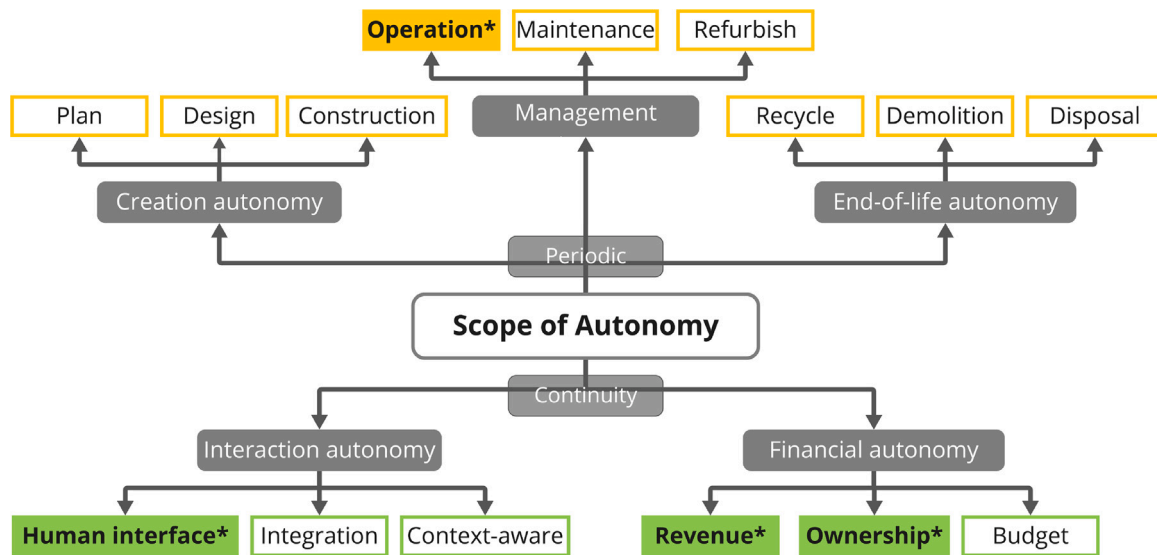 Operation*
Maintenance
Refurbish
Plan
Design
Construction
Management
Recycle
Demolition
Disposal
Creation autonomy
End-of-life autonomy
Periodic
Scope of Autonomy
Continuity
Interaction autonomy
Financial autonomy
Human interface*
Integration
Context-aware
Revenue*
Ownership*
Budget